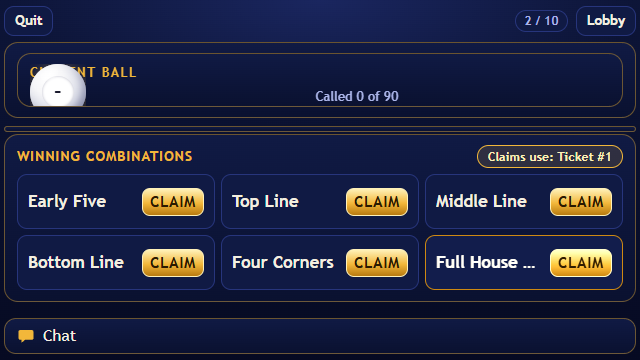 Quit
2 / 10
Lobby
CURRENT BALL
-
Called 0 of 90
WINNING COMBINATIONS
Claims use: Ticket #1
Early Five CLAIM
Top Line CLAIM
Middle Line CLAIM
Bottom Line CLAIM
Four Corners CLAIM
Full House ... CLAIM
Chat